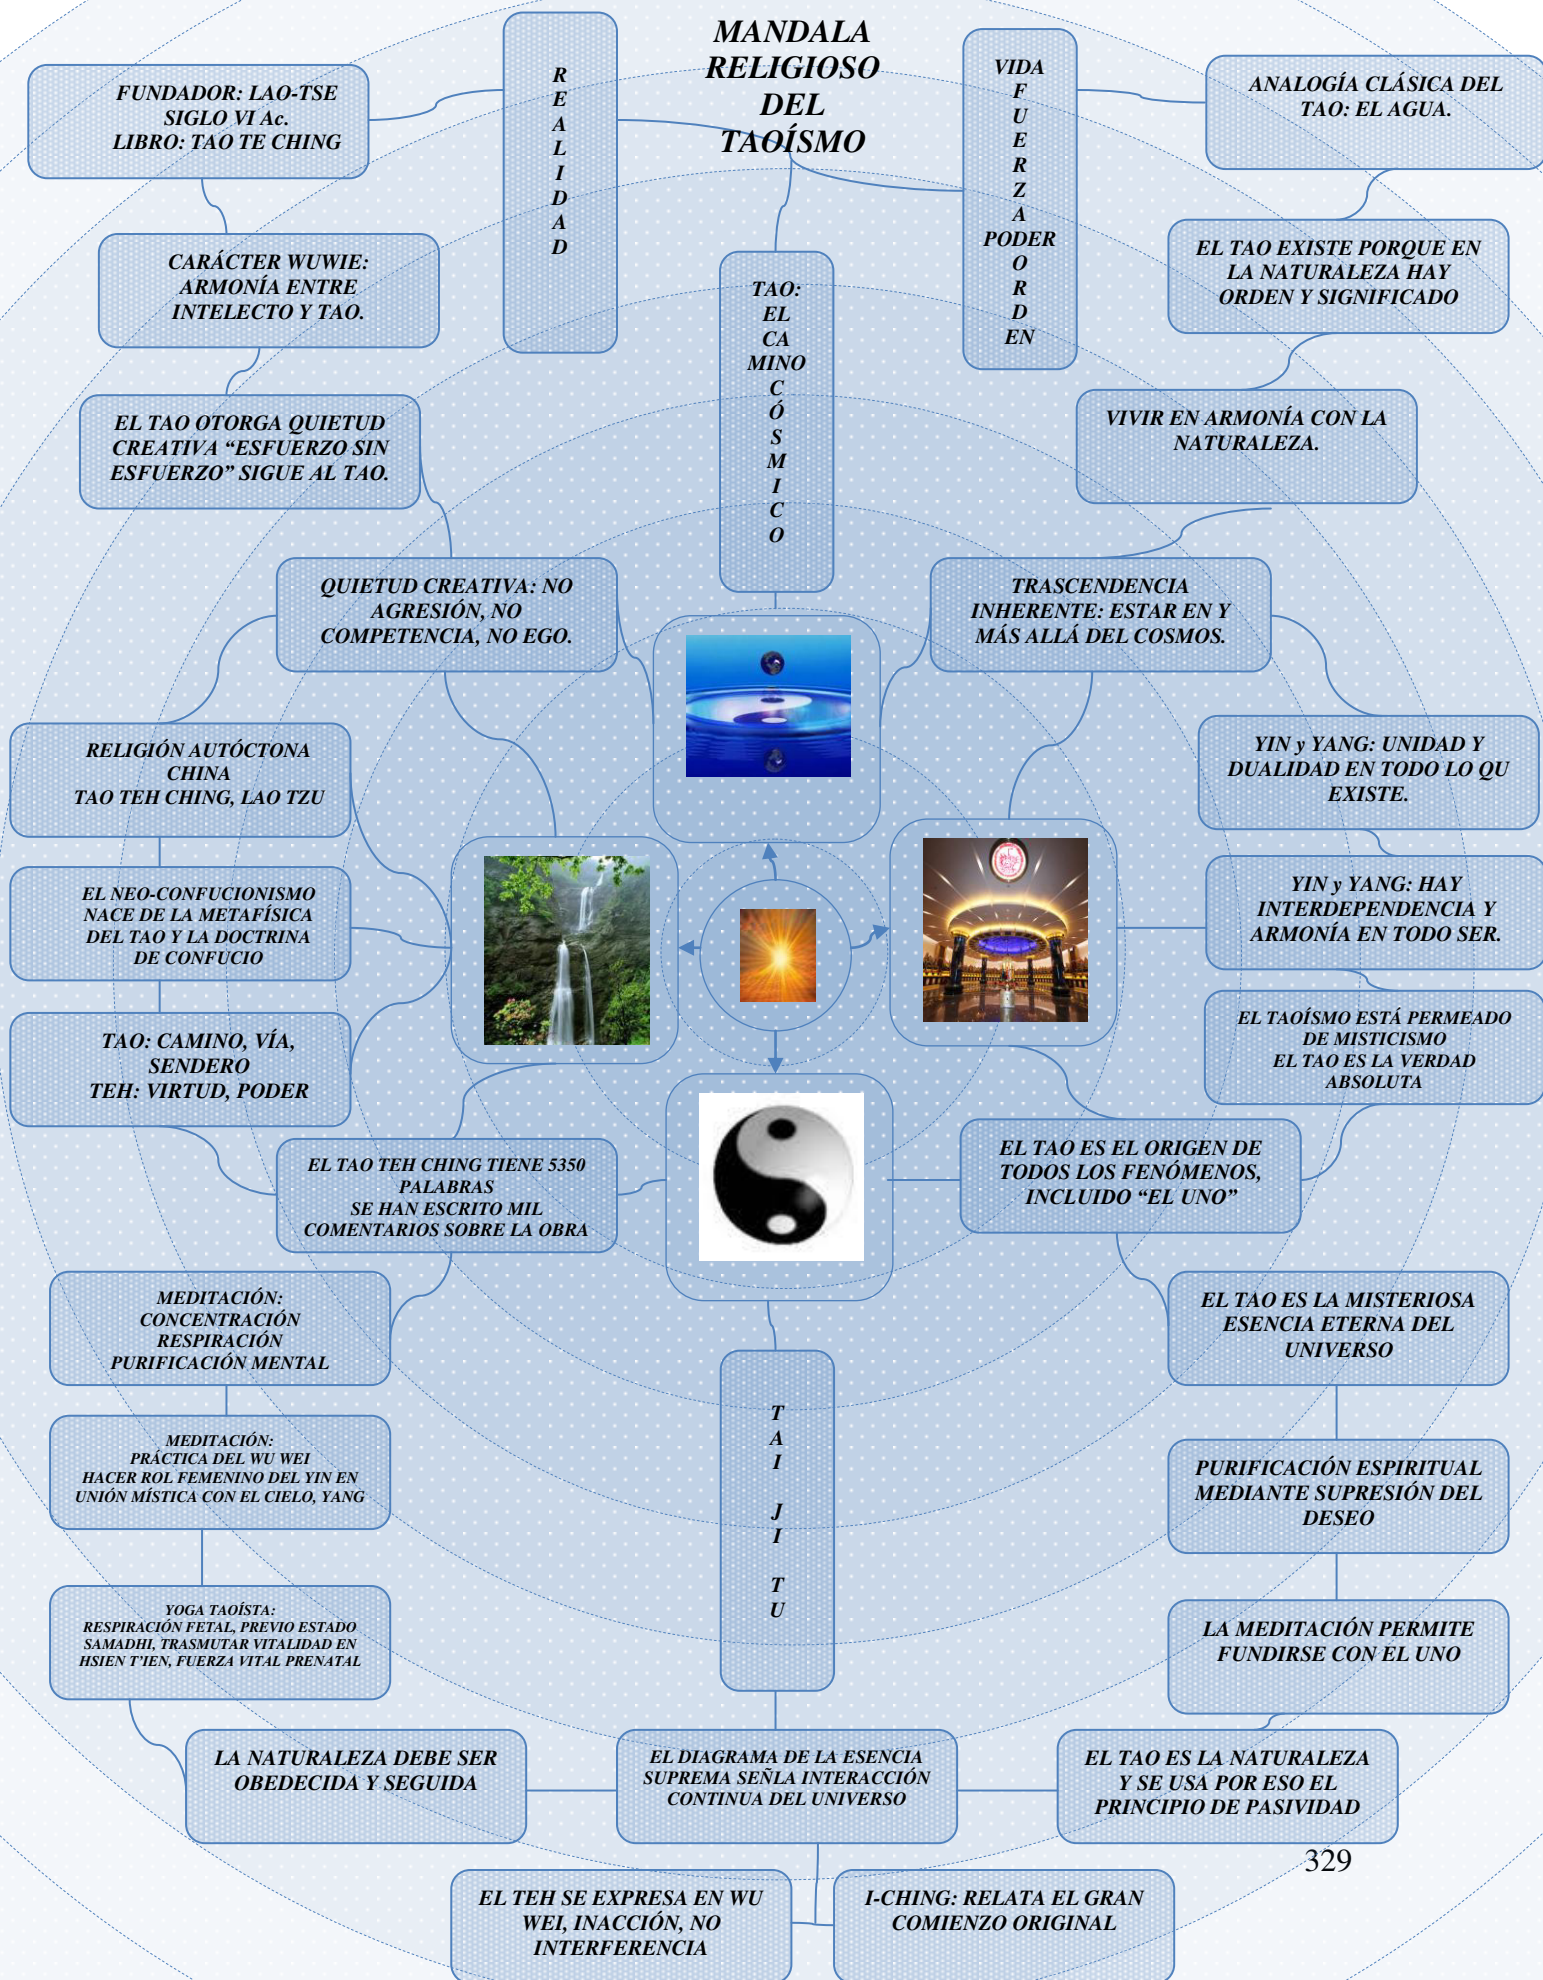 MANDALA
RELIGIOSO
DEL
TAOÍSMO
R
E
A
L
I
D
A
D
VIDA
F
U
E
R
Z
A
PODER
O
R
D
EN
FUNDADOR: LAO-TSE
SIGLO VI Ac.
LIBRO: TAO TE CHING
ANALOGÍA CLÁSICA DEL
TAO: EL AGUA.
CARÁCTER WUWIE:
ARMONÍA ENTRE
INTELECTO Y TAO.
TAO:
EL
CA
MINO
C
Ó
S
M
I
C
O
EL TAO EXISTE PORQUE EN
LA NATURALEZA HAY
ORDEN Y SIGNIFICADO
EL TAO OTORGA QUIETUD
CREATIVA “ESFUERZO SIN
ESFUERZO” SIGUE AL TAO.
VIVIR EN ARMONÍA CON LA
NATURALEZA.
QUIETUD CREATIVA: NO
AGRESIÓN, NO
COMPETENCIA, NO EGO.
TRASCENDENCIA
INHERENTE: ESTAR EN Y
MÁS ALLÁ DEL COSMOS.
RELIGIÓN AUTÓCTONA
CHINA
TAO TEH CHING, LAO TZU
YIN y YANG: UNIDAD Y
DUALIDAD EN TODO LO QU
EXISTE.
EL NEO-CONFUCIONISMO
NACE DE LA METAFÍSICA
DEL TAO Y LA DOCTRINA
DE CONFUCIO
YIN y YANG: HAY
INTERDEPENDENCIA Y
ARMONÍA EN TODO SER.
TAO: CAMINO, VÍA,
SENDERO
TEH: VIRTUD, PODER
EL TAOÍSMO ESTÁ PERMEADO
DE MISTICISMO
EL TAO ES LA VERDAD
ABSOLUTA
EL TAO TEH CHING TIENE 5350
PALABRAS
SE HAN ESCRITO MIL
COMENTARIOS SOBRE LA OBRA
EL TAO ES EL ORIGEN DE
TODOS LOS FENÓMENOS,
INCLUIDO “EL UNO”
MEDITACIÓN:
CONCENTRACIÓN
RESPIRACIÓN
PURIFICACIÓN MENTAL
EL TAO ES LA MISTERIOSA
ESENCIA ETERNA DEL
UNIVERSO
T
A
I
J
I
T
U
MEDITACIÓN:
PRÁCTICA DEL WU WEI
HACER ROL FEMENINO DEL YIN EN
UNIÓN MÍSTICA CON EL CIELO, YANG
PURIFICACIÓN ESPIRITUAL
MEDIANTE SUPRESIÓN DEL
DESEO
YOGA TAOÍSTA:
RESPIRACIÓN FETAL, PREVIO ESTADO
SAMADHI, TRASMUTAR VITALIDAD EN
HSIEN T’IEN, FUERZA VITAL PRENATAL
LA MEDITACIÓN PERMITE
FUNDIRSE CON EL UNO
LA NATURALEZA DEBE SER
OBEDECIDA Y SEGUIDA
EL DIAGRAMA DE LA ESENCIA
SUPREMA SEÑLA INTERACCIÓN
CONTINUA DEL UNIVERSO
EL TAO ES LA NATURALEZA
Y SE USA POR ESO EL
PRINCIPIO DE PASIVIDAD
329
EL TEH SE EXPRESA EN WU
WEI, INACCIÓN, NO
INTERFERENCIA
I-CHING: RELATA EL GRAN
COMIENZO ORIGINAL